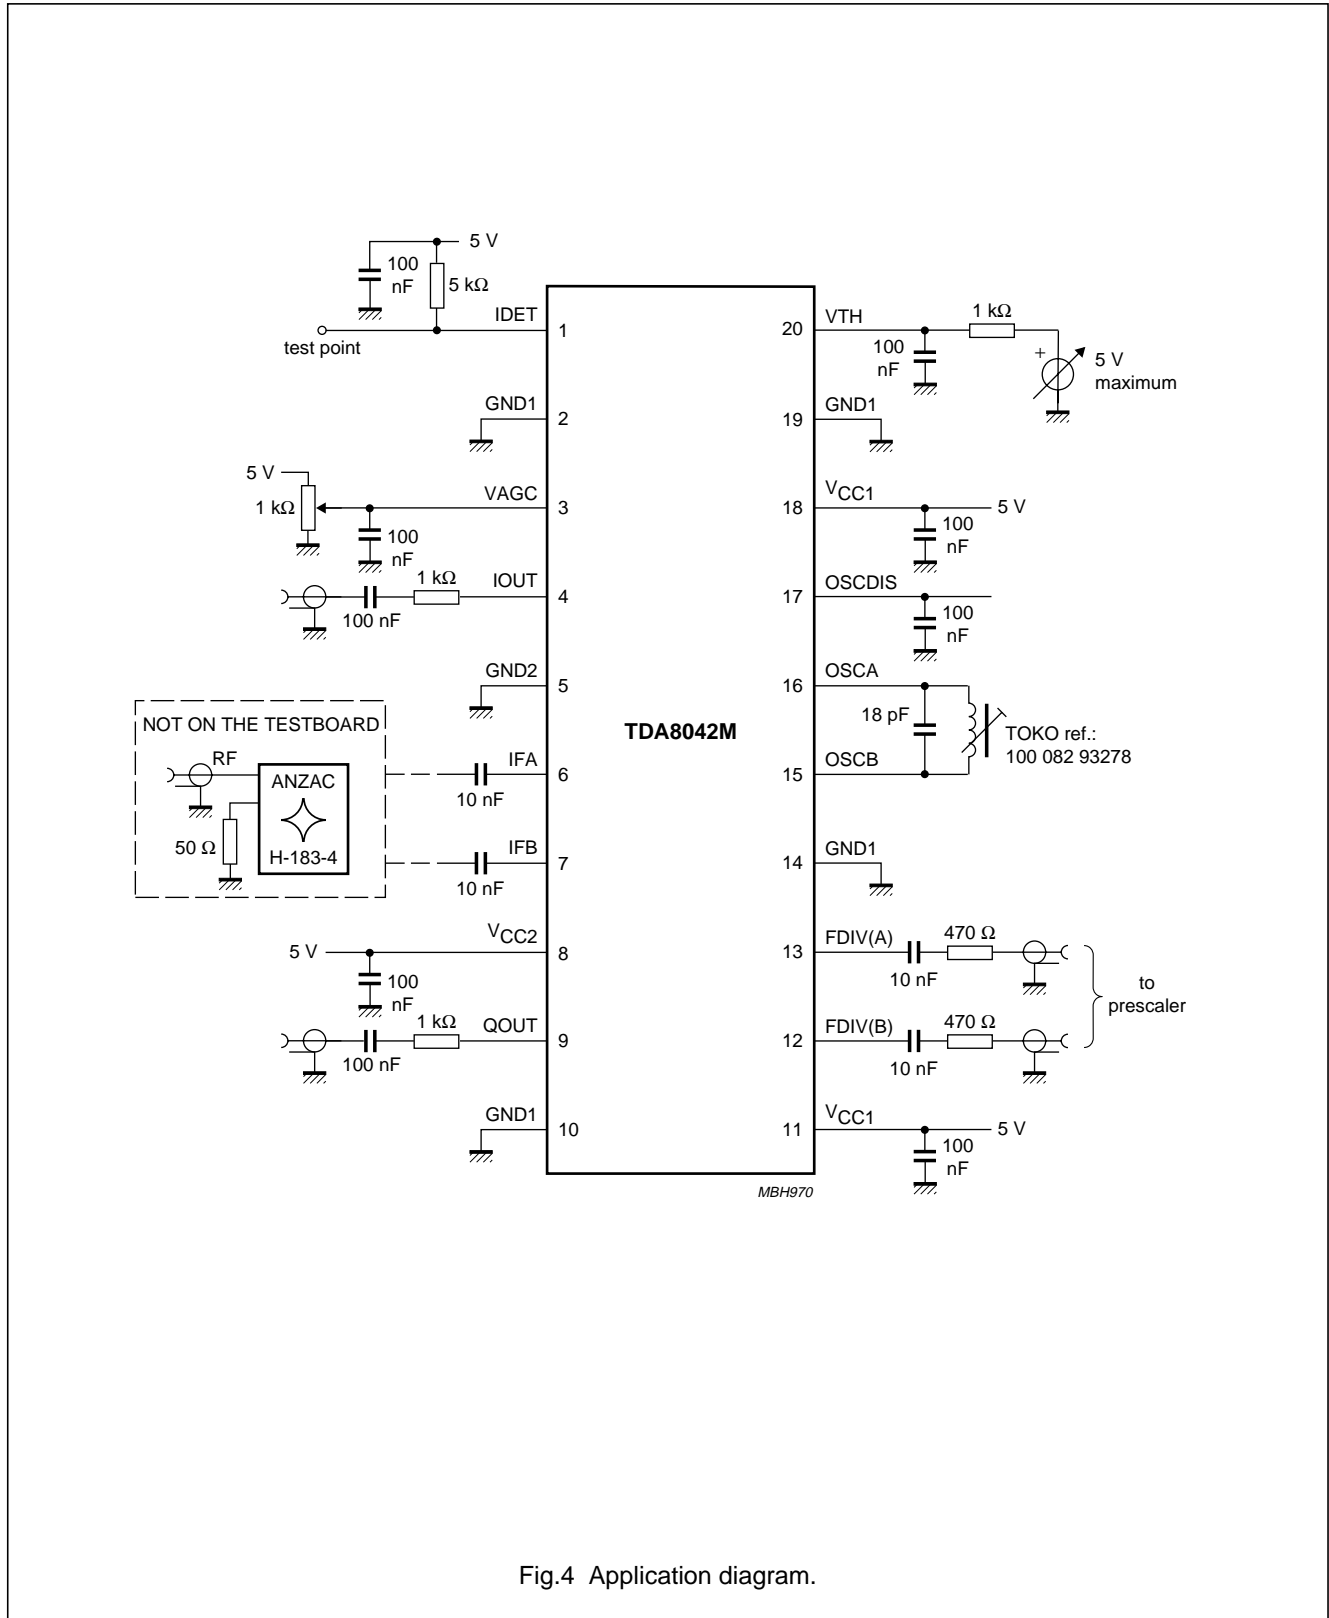 5 V
100
nF
5 kΩ
IDET
1
test point
GND1
2
5 V
1 kΩ
VAGC
3
100
nF
1 kΩ
IOUT
4
100 nF
GND2
5
NOT ON THE TESTBOARD
RF
ANZAC
H-183-4
50 Ω
IFA
6
10 nF
IFB
7
10 nF
5 V
VCC2
8
100
nF
1 kΩ
QOUT
9
100 nF
GND1
10
TDA8042M
20
VTH
1 kΩ
100
nF
+
5 V
maximum
19
GND1
18
VCC1
5 V
100
nF
17
OSCDIS
100
nF
16
OSCA
18 pF
TOKO ref.:
100 082 93278
15
OSCB
14
GND1
13
FDIV(A)
470 Ω
10 nF
to
prescaler
12
FDIV(B)
470 Ω
10 nF
11
VCC1
5 V
100
nF
MBH970
Fig.4 Application diagram.